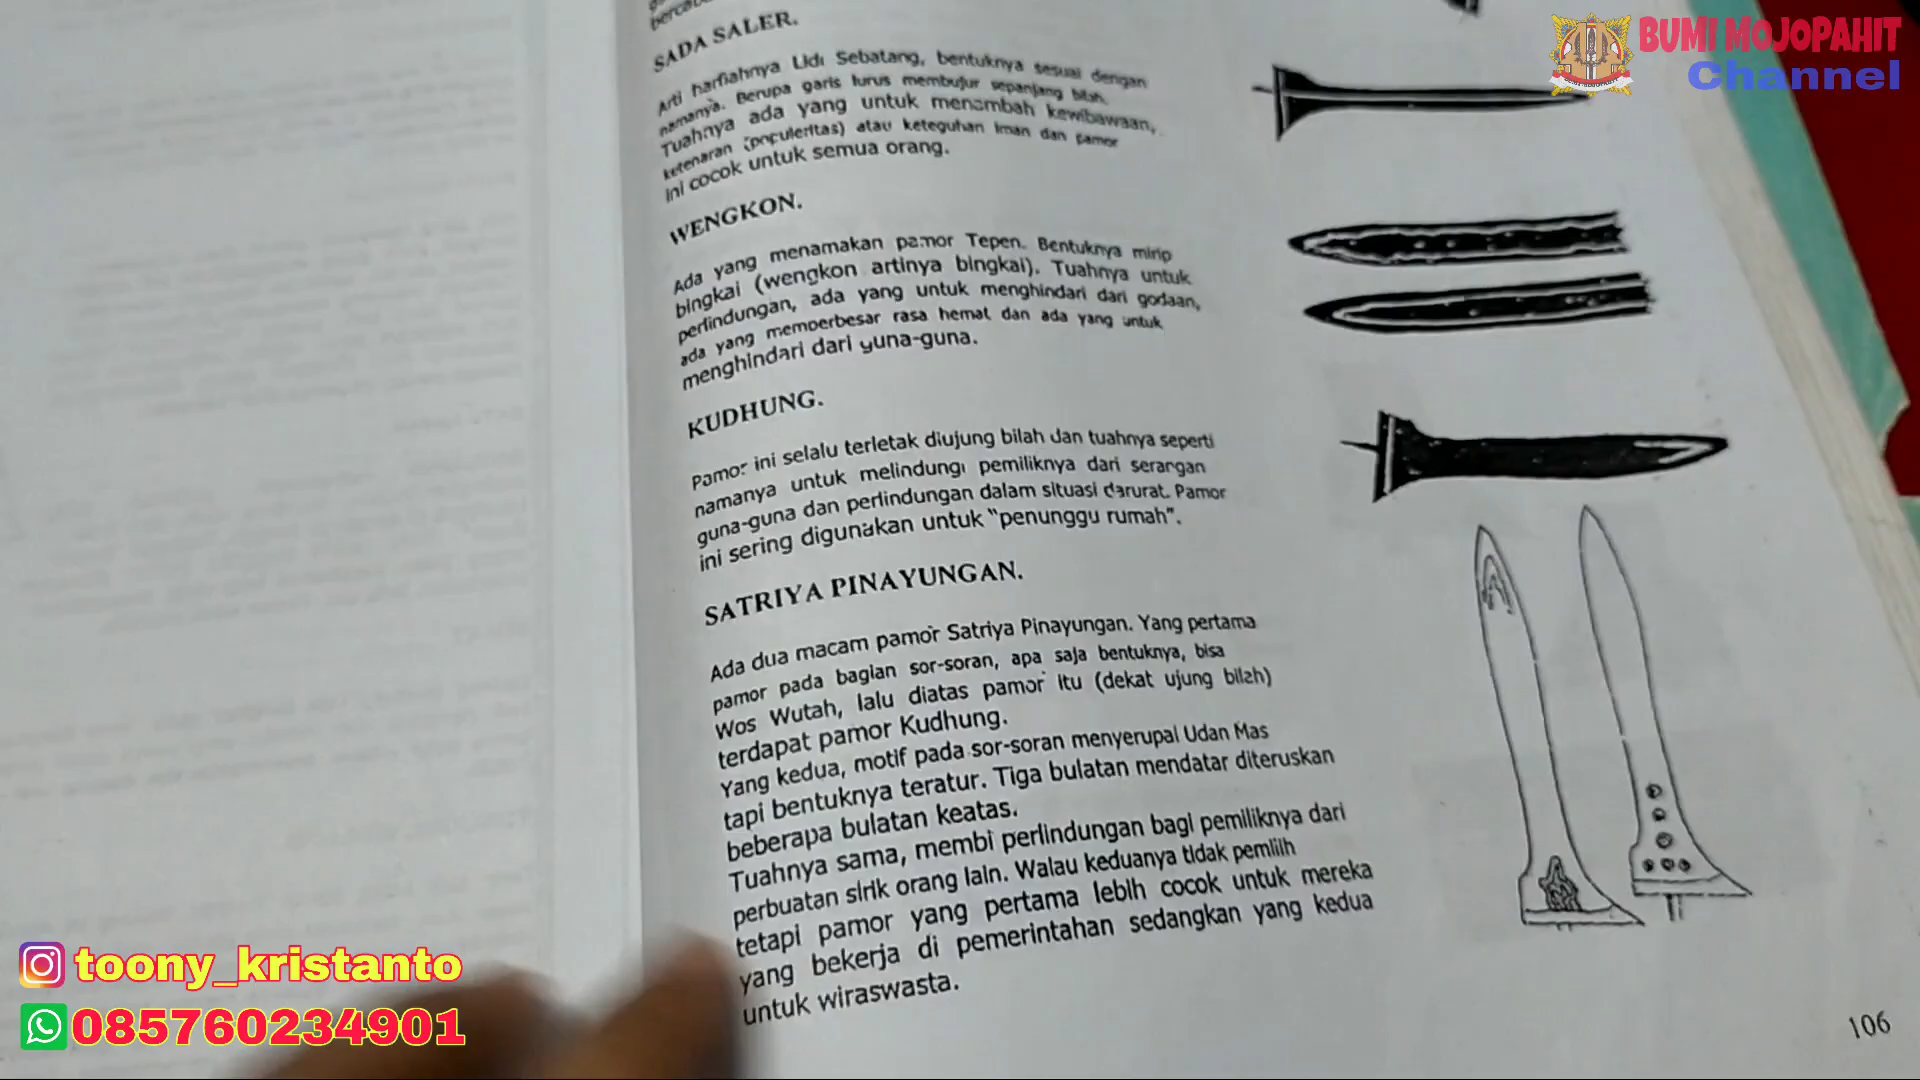 SADA SALER.
Arti harfiahnya Lidi Sebatang, bentuknya sesuai dengan
namanya. Berupa garis lurus membujur sepanjang bilah.
Tuahnya ada yang untuk menambah kewibawaan,
ketenaran (populeritas) atau keteguhan iman dan pamor
ini cocok untuk semua orang.
WENGKON.
Ada yang menamakan pamor Tepen. Bentuknya mirip
bingkai (wengkon artinya bingkai). Tuahnya untuk
perlindungan, ada yang untuk menghindari dari godaan,
ada yang memperbesar rasa hemat dan ada yang untuk
menghindari dari guna-guna.
KUDHUNG.
Pamor ini selalu terletak diujung bilah dan tuahnya seperti
namanya untuk melindungi pemiliknya dari serangan
guna-guna dan perlindungan dalam situasi darurat. Pamor
ini sering digunakan untuk "penunggu rumah".
SATRIYA PINAYUNGAN.
Ada dua macam pamor Satriya Pinayungan. Yang pertama
pamor pada bagian sor-soran, apa saja bentuknya, bisa
Wos Wutah, lalu diatas pamor itu (dekat ujung bilah)
terdapat pamor Kudhung.
Yang kedua, motif pada sor-soran menyerupai Udan Mas
tapi bentuknya teratur. Tiga bulatan mendatar diteruskan
beberapa bulatan keatas.
Tuahnya sama, membi perlindungan bagi pemiliknya dari
perbuatan sirik orang lain. Walau keduanya tidak pemilih
tetapi pamor yang pertama lebih cocok untuk mereka
yang bekerja di pemerintahan sedangkan yang kedua
untuk wiraswasta.
106
BUMI MOJOPAHIT
Channel
toony_kristanto
085760234901